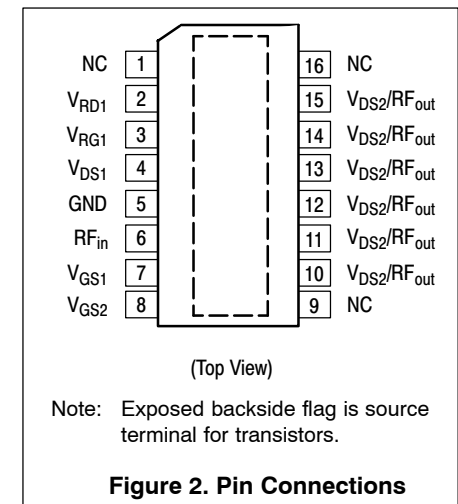 NC 1 16 NC
V_RD1 2 15 V_DS2/RF_out
V_RG1 3 14 V_DS2/RF_out
V_DS1 4 13 V_DS2/RF_out
GND 5 12 V_DS2/RF_out
RF_in 6 11 V_DS2/RF_out
V_GS1 7 10 V_DS2/RF_out
V_GS2 8 9 NC
(Top View)
Note: Exposed backside flag is source
terminal for transistors.
Figure 2. Pin Connections